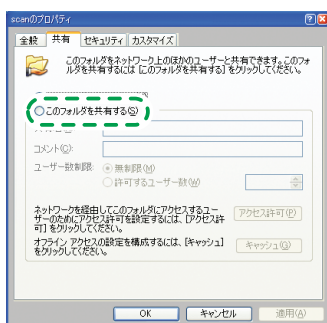 scanのプロパティ
全般 共有 セキュリティ カスタマイズ
このフォルダをネットワーク上のほかのユーザーと共有できます。このフォ
ルダを共有するには [このフォルダを共有する] をクリックしてください。
このフォルダを共有する(S)
コメント(C):
ユーザー数制限: 無制限(M)
許可するユーザー数(W)
ネットワークを経由してこのフォルダにアクセスするユー
ザーのためにアクセス許可を設定するには、[アクセス許
可] をクリックしてください。
アクセス許可(P)
オフライン アクセスの設定を構成するには、[キャッシュ]
をクリックしてください。
キャッシュ(G)
OK キャンセル 適用(A)